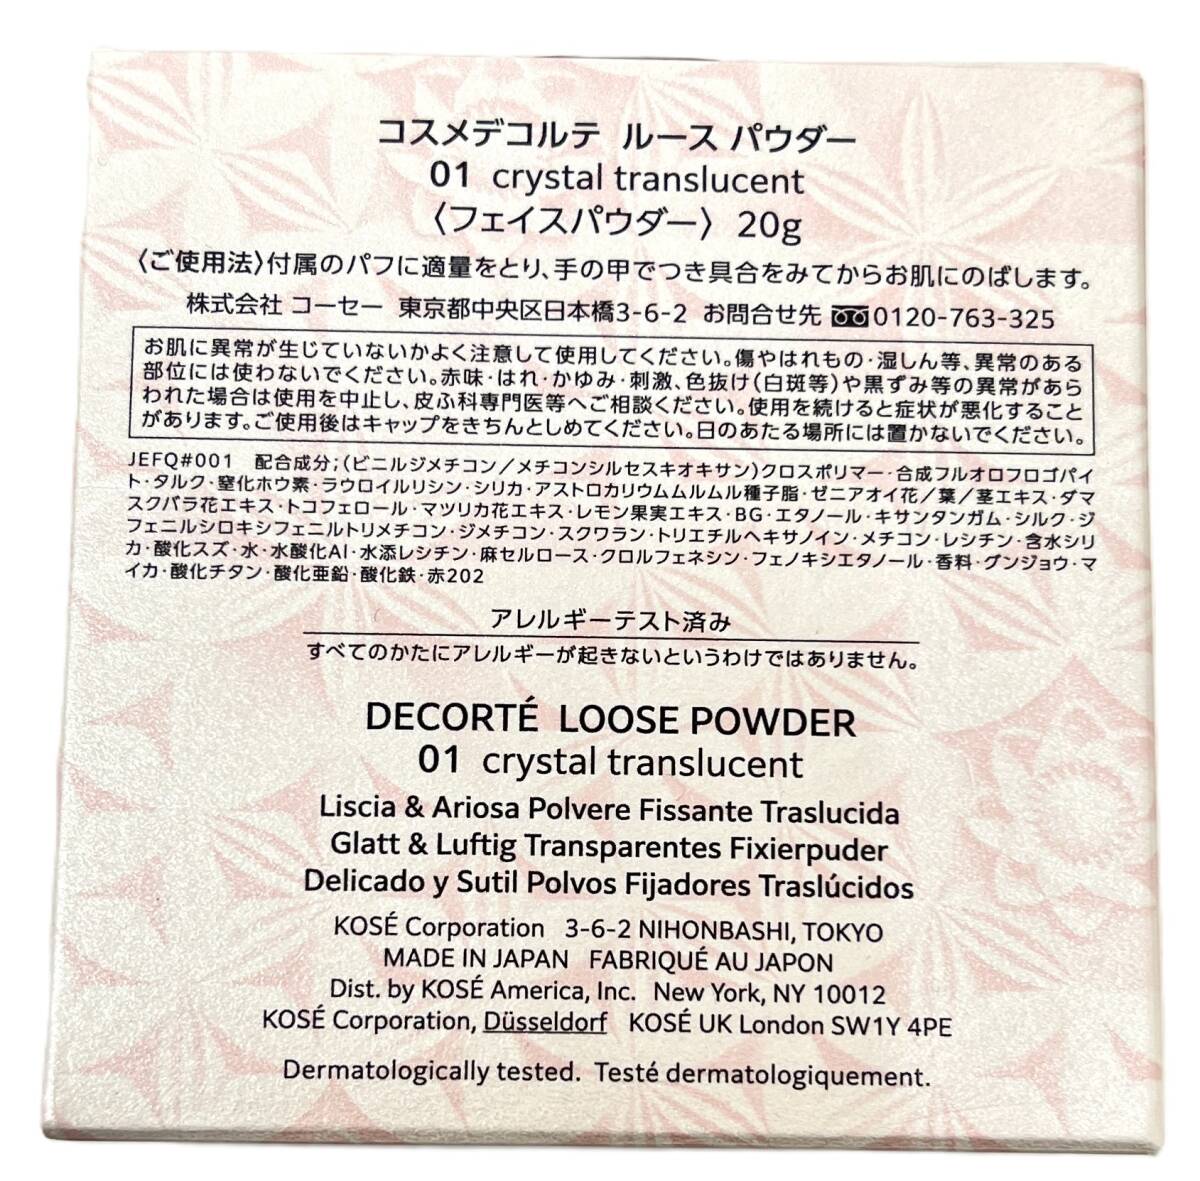 コスメデコルテ ルース パウダー
01 crystal translucent
〈フェイスパウダー〉 20g
〈ご使用法〉付属のパフに適量をとり、手の甲でつき具合をみてからお肌にのばします。
株式会社 コーセー 東京都中央区日本橋3-6-2 お問合せ先 0120-763-325
お肌に異常が生じていないかよく注意して使用してください。傷やはれもの・湿しん等、異常のある
部位には使わないでください。赤味・はれ・かゆみ・刺激、色抜け(白斑等)や黒ずみ等の異常があら
われた場合は使用を中止し、皮ふ科専門医等へご相談ください。使用を続けると症状が悪化すること
があります。ご使用後はキャップをきちんとしめてください。日のあたる場所には置かないでください。
JEFQ#001 配合成分;(ビニルジメチコン/メチコンシルセスキオキサン)クロスポリマー・合成フルオロフロゴパイ
ト・タルク・窒化ホウ素・ラウロイルリシン・シリカ・アストロカリウムムルムル種子脂・ゼニアオイ花/葉/茎エキス・ダマ
スクバラ花エキス・トコフェロール・マツリカ花エキス・レモン果実エキス・BG・エタノール・キサンタンガム・シルク・ジ
フェニルシロキシフェニルトリメチコン・ジメチコン・スクワラン・トリエチルヘキサノイン・メチコン・レシチン・含水シリ
カ・酸化スズ・水・水酸化Al・水添レシチン・麻セルロース・クロルフェネシン・フェノキシエタノール・香料・グンジョウ・マ
イカ・酸化チタン・酸化亜鉛・酸化鉄・赤202
アレルギーテスト済み
すべてのかたにアレルギーが起きないというわけではありません。
DECORTÉ LOOSE POWDER
01 crystal translucent
Liscia & Ariosa Polvere Fissante Traslucida
Glatt & Luftig Transparentes Fixierpuder
Delicado y Sutil Polvos Fijadores Traslúcidos
KOSÉ Corporation 3-6-2 NIHONBASHI, TOKYO
MADE IN JAPAN FABRIQUÉ AU JAPON
Dist. by KOSÉ America, Inc. New York, NY 10012
KOSÉ Corporation, Düsseldorf KOSÉ UK London SW1Y 4PE
Dermatologically tested. Testé dermatologiquement.